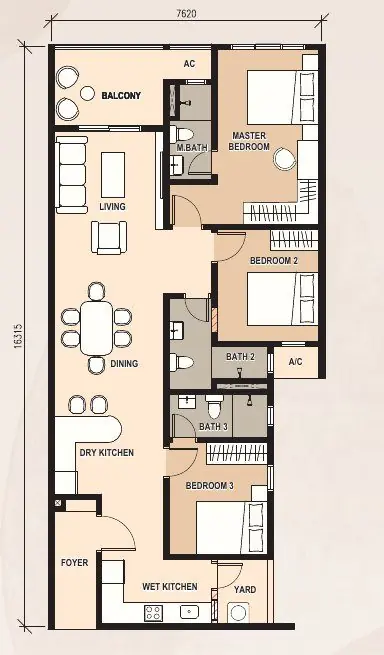 7620
AC
BALCONY
M.BATH
MASTER
BEDROOM
LIVING
BEDROOM 2
16315
BATH 2
A/C
DINING
BATH 3
DRY KITCHEN
BEDROOM 3
FOYER
WET KITCHEN
YARD